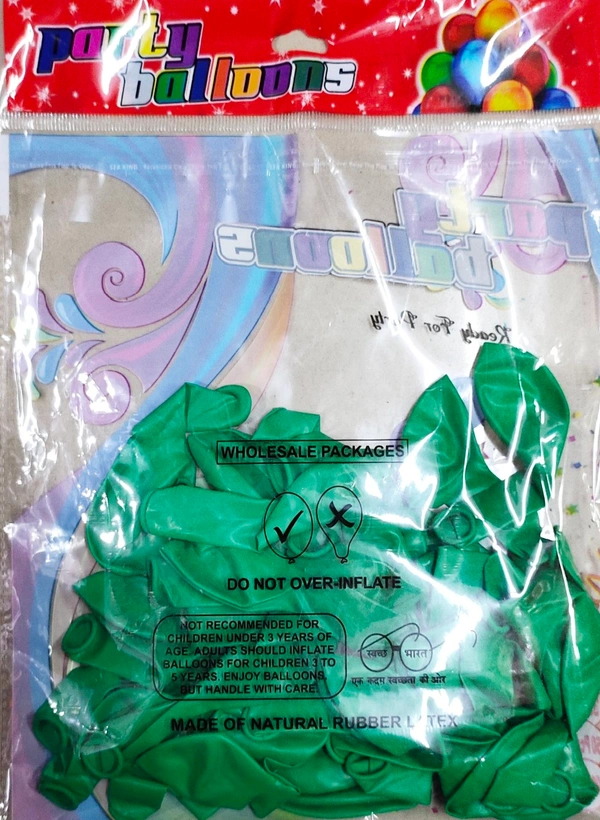 party
balloons
party
balloons
Ready For Party
WHOLESALE PACKAGES
DO NOT OVER-INFLATE
NOT RECOMMENDED FOR
CHILDREN UNDER 3 YEARS OF
AGE. ADULTS SHOULD INFLATE
BALLOONS FOR CHILDREN 3 TO
5 YEARS. ENJOY BALLOONS,
BUT HANDLE WITH CARE.
स्वच्छ भारत
एक कदम स्वच्छता की ओर
MADE OF NATURAL RUBBER LATEX